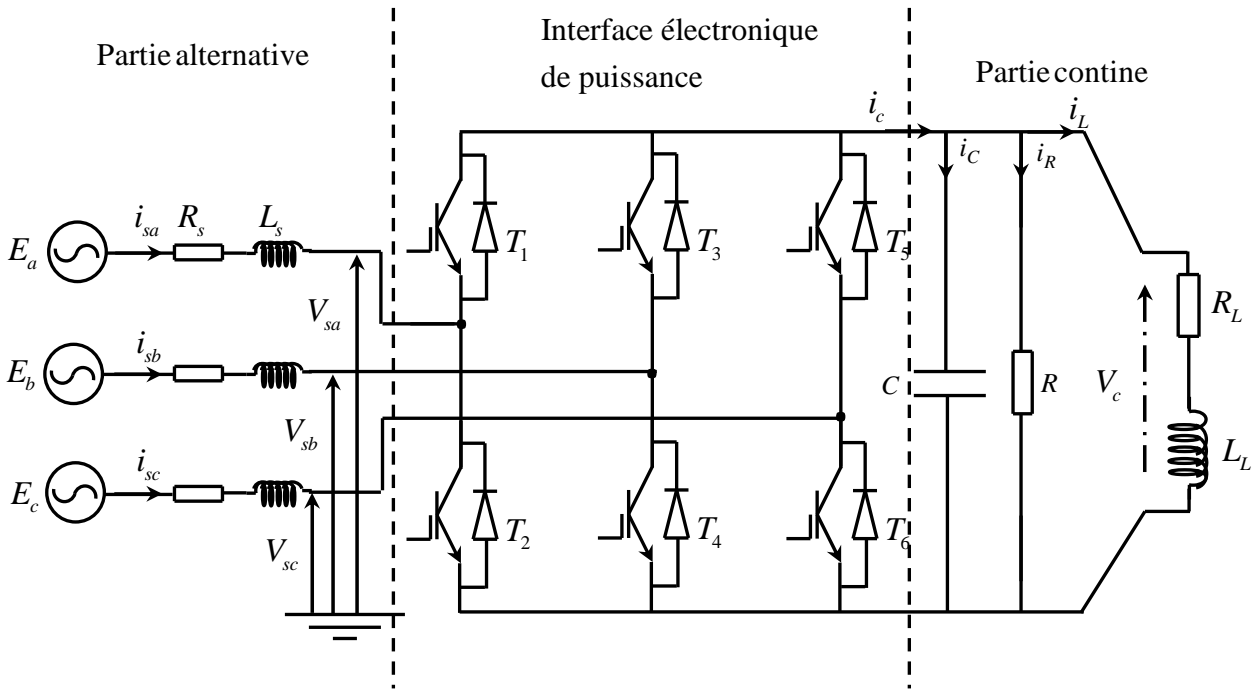 Partie alternative
Interface électronique
de puissance
Partie contine
i_c
i_L
i_C
i_R
E_a
i_sa
R_s
L_s
T_1
T_3
T_5
V_sa
R_L
E_b
i_sb
C
R
V_c
V_sb
E_c
i_sc
L_L
T_2
T_4
T_6
V_sc